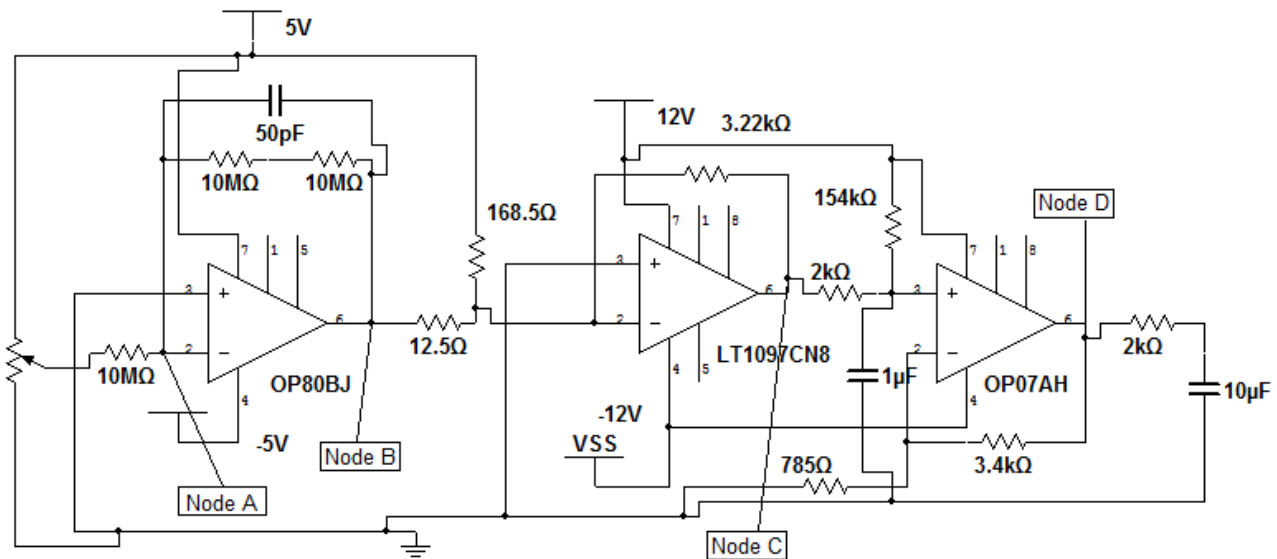 5V
50pF
10MΩ
10MΩ
7
1
5
3
6
2
10MΩ
OP80BJ
4
-5V
Node A
Node B
12.5Ω
168.5Ω
12V
3.22kΩ
7
1
8
3
6
2
LT1097CN8
4
5
-12V
VSS
Node C
2kΩ
154kΩ
Node D
7
1
8
3
6
2
1µF
OP07AH
4
785Ω
3.4kΩ
2kΩ
10µF